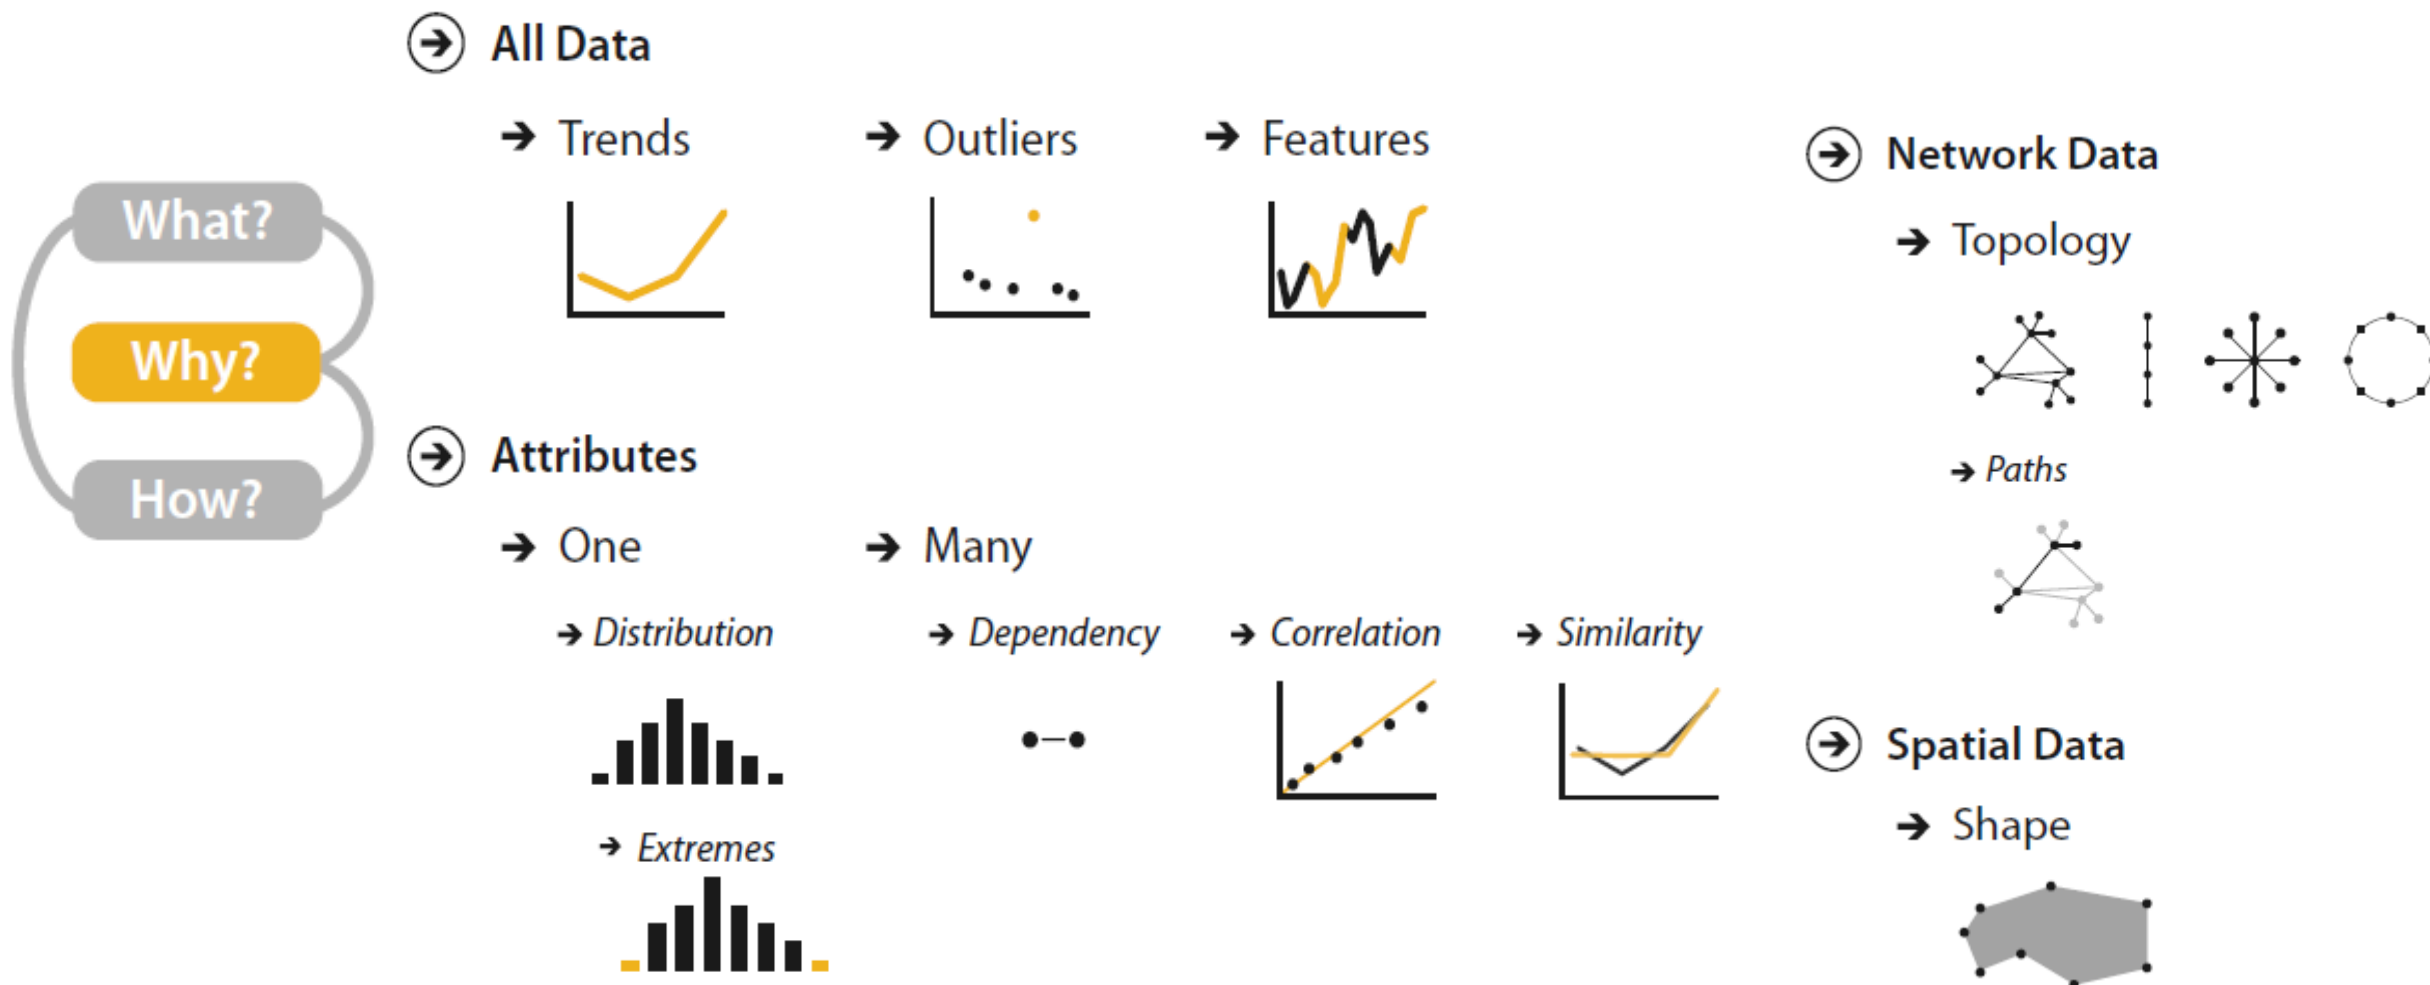 What?
Why?
How?
All Data
Trends
Outliers
Features
Attributes
One
Many
Distribution
Dependency
Correlation
Similarity
Extremes
Network Data
Topology
Paths
Spatial Data
Shape